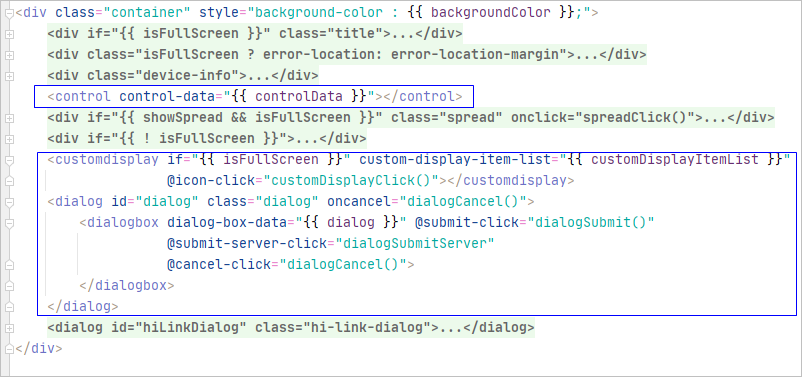 <div class="container" style="background-color : {{ backgroundColor }};">
<div if="{{ isFullScreen }}" class="title">...</div>
<div class="isFullScreen ? error-location: error-location-margin">...</div>
<div class="device-info">...</div>
<control control-data="{{ controlData }}"></control>
<div if="{{ showSpread && isFullScreen }}" class="spread" onclick="spreadClick()">...</div>
<div if="{{ ! isFullScreen }}">...</div>
<customdisplay if="{{ isFullScreen }}" custom-display-item-list="{{ customDisplayItemList }}"
@icon-click="customDisplayClick()"></customdisplay>
<dialog id="dialog" class="dialog" oncancel="dialogCancel()">
<dialogbox dialog-box-data="{{ dialog }}" @submit-click="dialogSubmit()"
@submit-server-click="dialogSubmitServer"
@cancel-click="dialogCancel()">
</dialogbox>
</dialog>
<dialog id="hiLinkDialog" class="hi-link-dialog">...</dialog>
</div>